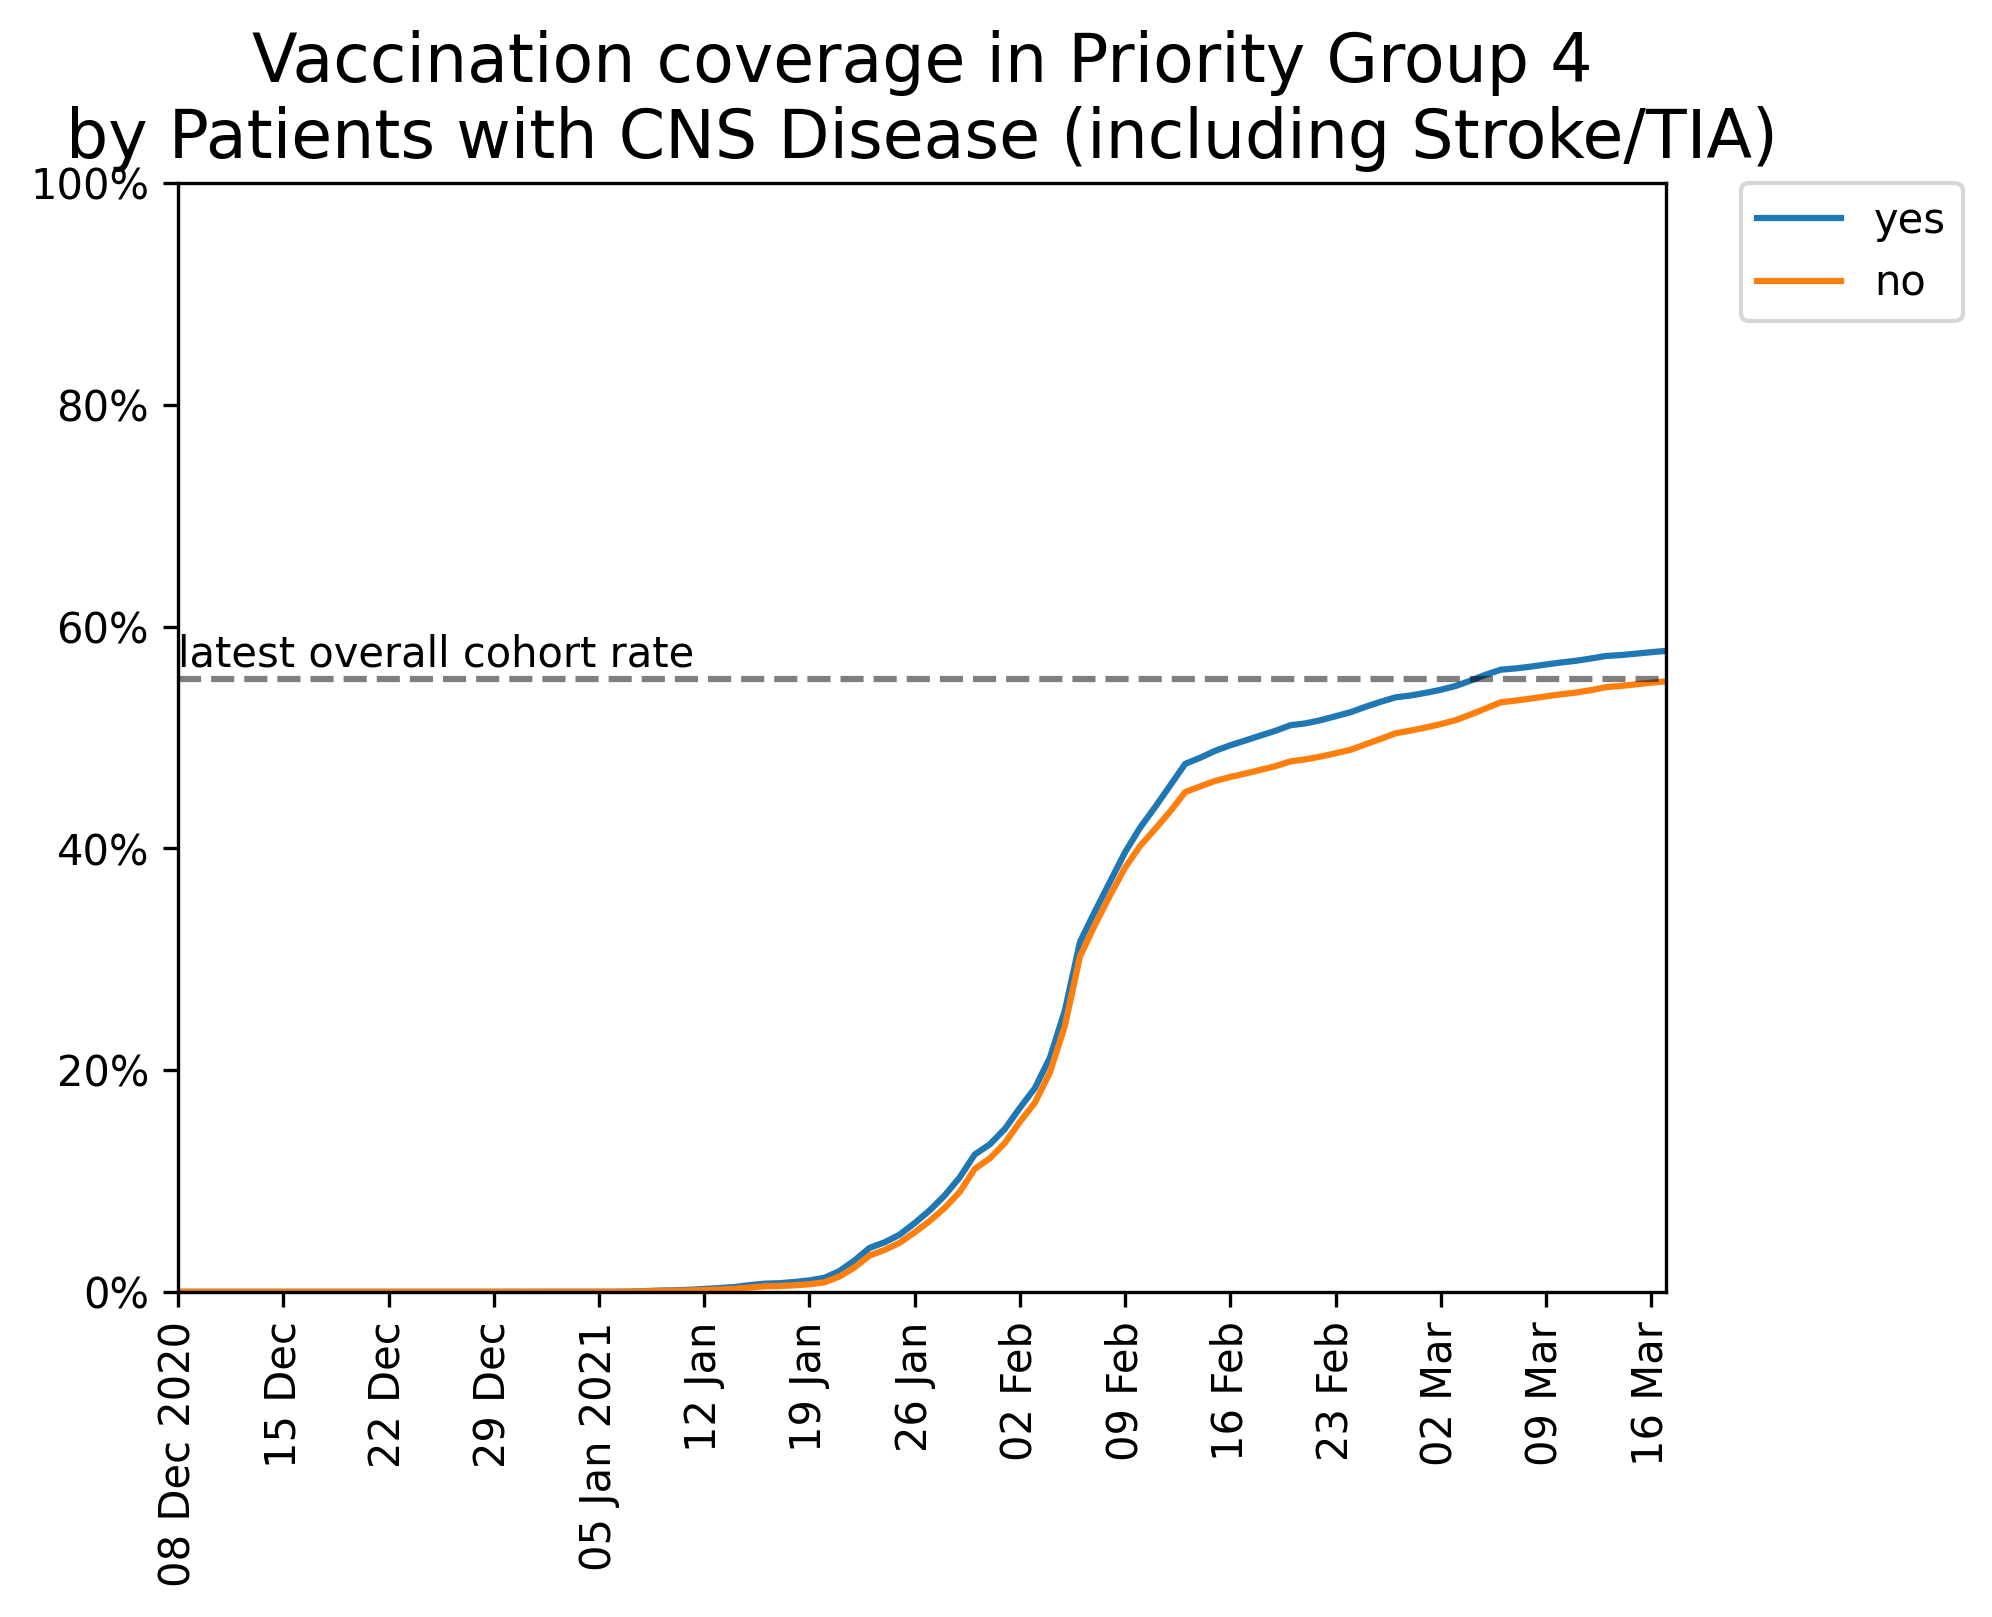 Vaccination coverage in Priority Group 4
by Patients with CNS Disease (including Stroke/TIA)
100%
80%
60%
40%
20%
0%
latest overall cohort rate
yes
no
08 Dec 2020
15 Dec
22 Dec
29 Dec
05 Jan 2021
12 Jan
19 Jan
26 Jan
02 Feb
09 Feb
16 Feb
23 Feb
02 Mar
09 Mar
16 Mar